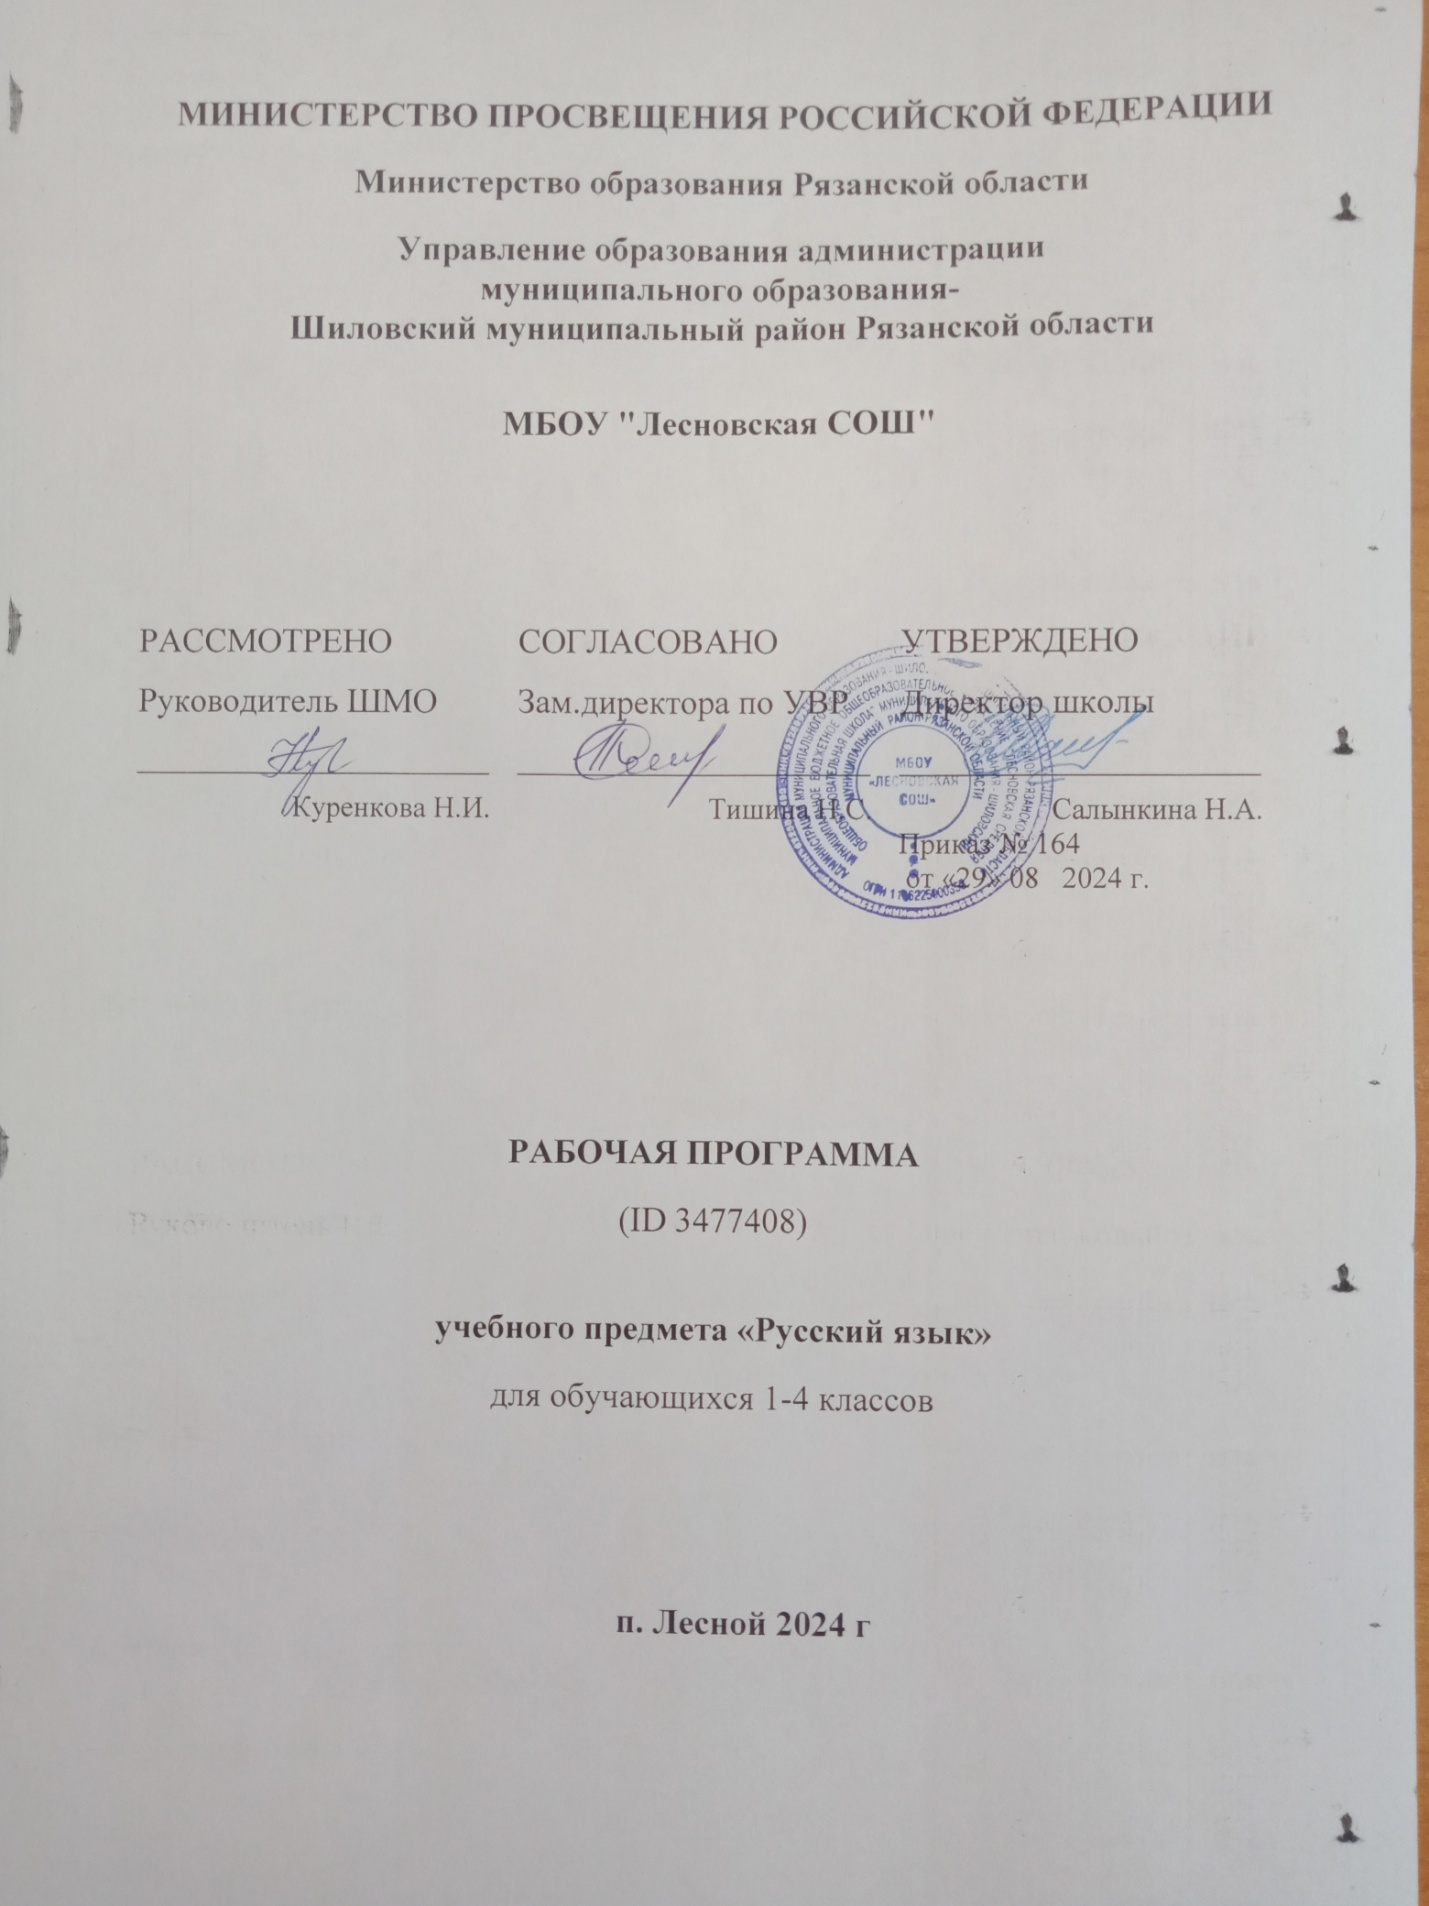 МИНИСТЕРСТВО ПРОСВЕЩЕНИЯ РОССИЙСКОЙ ФЕДЕРАЦИИ
Министерство образования Рязанской области
Управление образования администрации
муниципального образования-
Шиловский муниципальный район Рязанской области
МБОУ "Лесновская СОШ"
РАССМОТРЕНО
Руководитель ШМО
Куренкова Н.И.
СОГЛАСОВАНО
Зам.директора по УВР
Тишина Н.С.
УТВЕРЖДЕНО
Директор школы
Салынкина Н.А.
Приказ № 164
от «29» 08 2024 г.
МБОУ
«ЛЕСНОВСКАЯ
СОШ»
РАБОЧАЯ ПРОГРАММА
(ID 3477408)
учебного предмета «Русский язык»
для обучающихся 1-4 классов
п. Лесной 2024 г